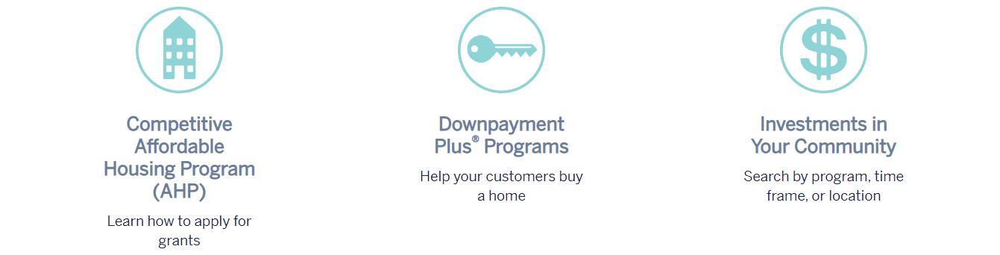 Competitive
Affordable
Housing Program
(AHP)
Learn how to apply for
grants
Downpayment
Plus® Programs
Help your customers buy
a home
Investments in
Your Community
Search by program, time
frame, or location